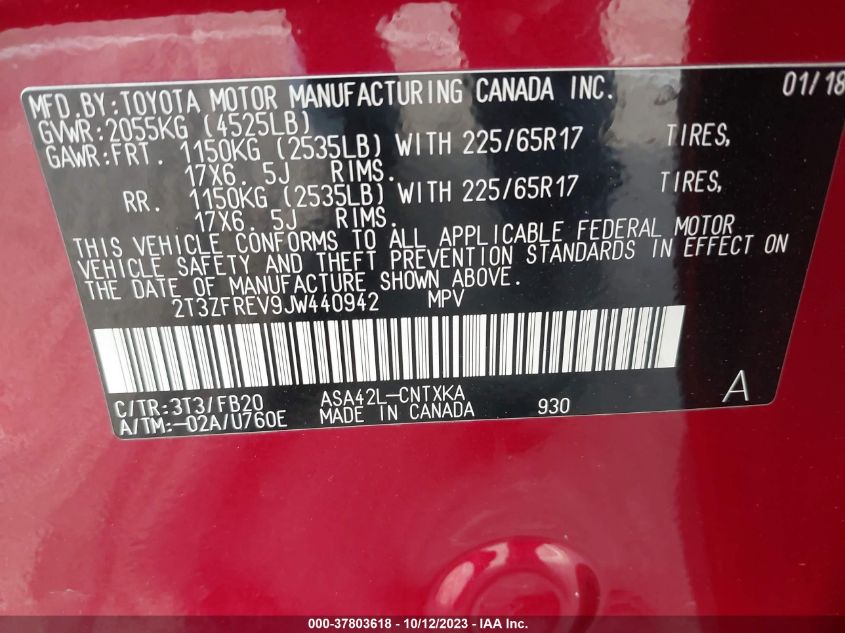 MFD.BY:TOYOTA MOTOR MANUFACTURING CANADA INC. 01/18
GVWR:2055KG (4525LB)
GAWR:FRT. 1150KG (2535LB) WITH 225/65R17 TIRES,
17X6. 5J RIMS.
RR. 1150KG (2535LB) WITH 225/65R17 TIRES,
17X6. 5J RIMS.
THIS VEHICLE CONFORMS TO ALL APPLICABLE FEDERAL MOTOR
VEHICLE SAFETY AND THEFT PREVENTION STANDARDS IN EFFECT ON
THE DATE OF MANUFACTURE SHOWN ABOVE.
2T3ZFREV9JW440942 MPV
C/TR:3T3/FB20 ASA42L-CNTXKA A
A/TM:-02A/U760E MADE IN CANADA 930
000-37803618 - 10/12/2023 - IAA Inc.